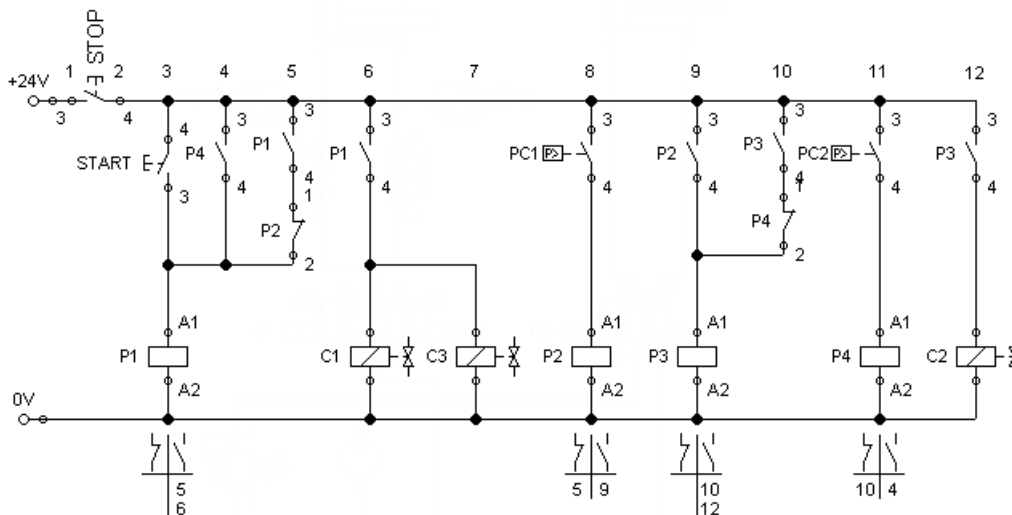 STOP
1 2 3 4 5 6 7 8 9 10 11 12
+24V
3 4
4 3 3 3 3 3 3 3 3
START P4 P1 P1 PC1 P> P2 P3 PC2 P> P3
3 4 4 4 4 4 4 4 4
1 1
P2 P4
2 2
A1 A1 A1 A1
P1 C1 C3 P2 P3 P4 C2
A2 A2 A2 A2
0V
5 5 9 10 10 4
6 12